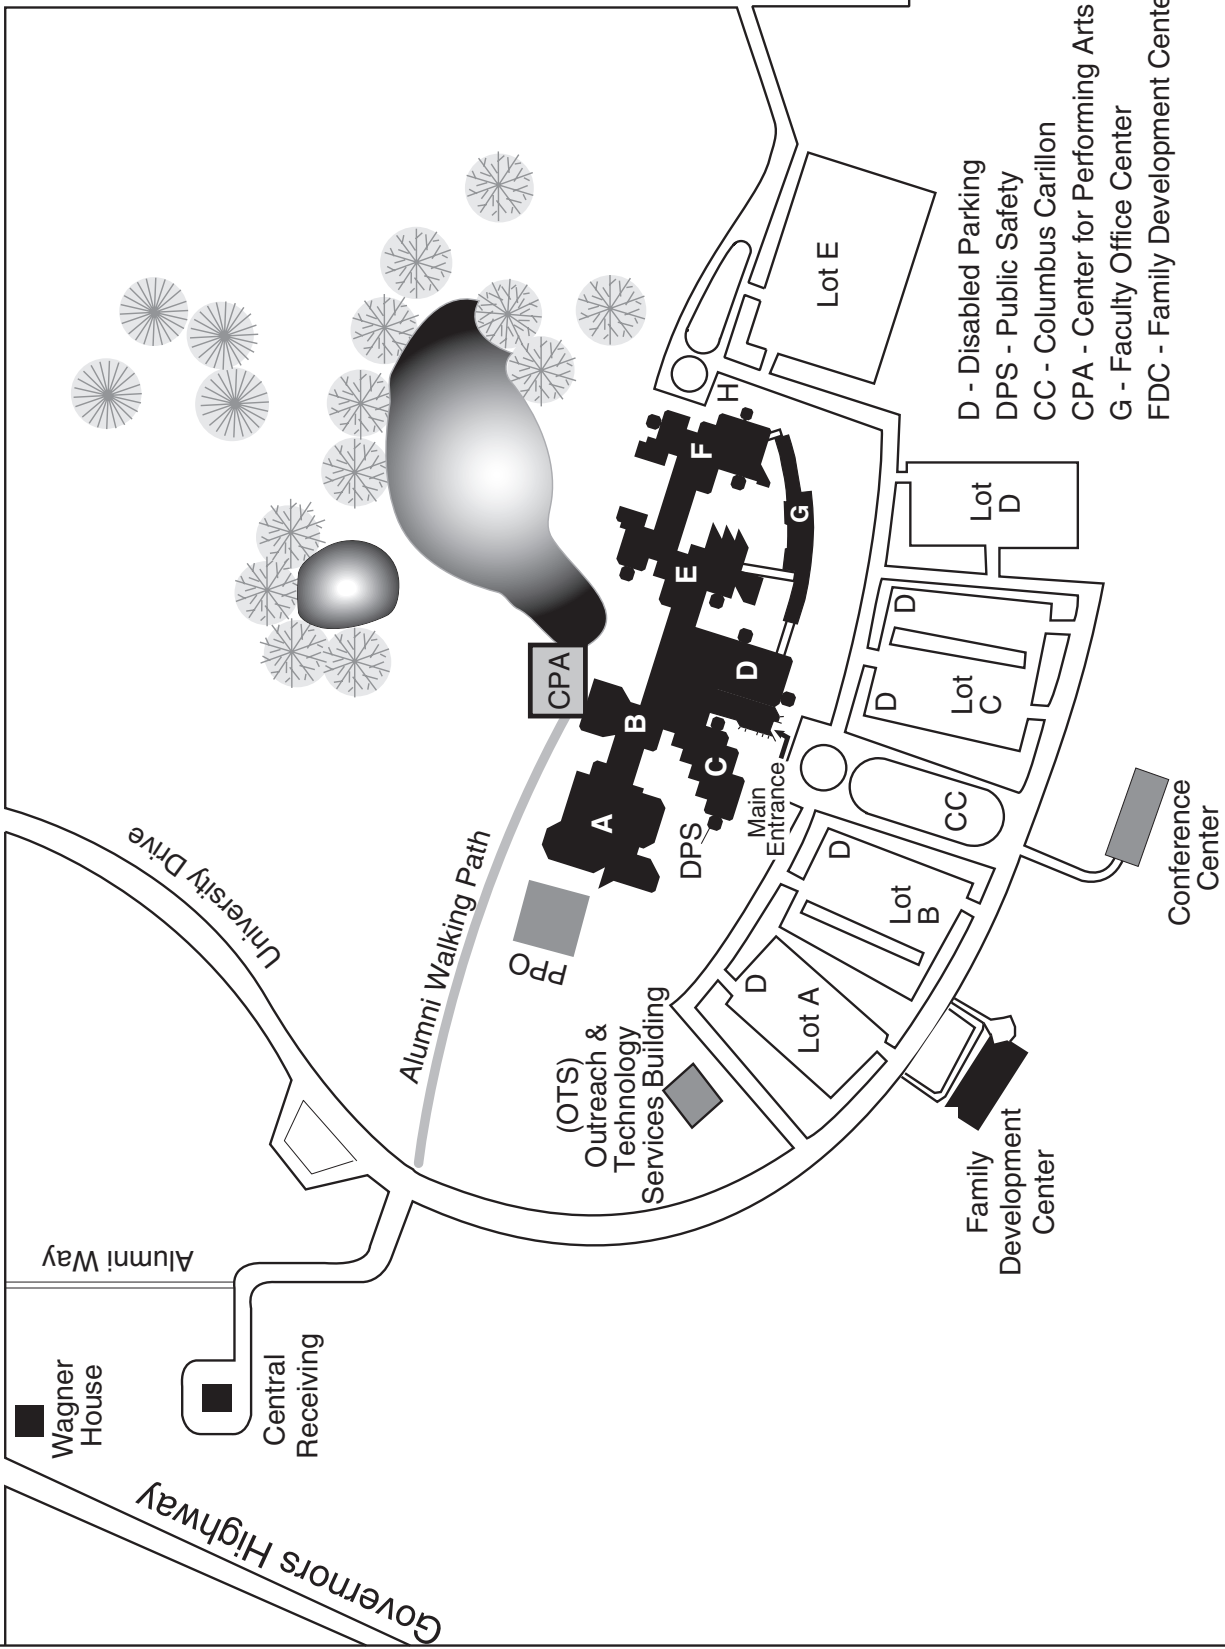 Governors Highway
Wagner
House
Central
Receiving
Alumni Way
University Drive
Alumni Walking Path
CPA
PPO
(OTS)
Outreach &
Technology
Services Building
A
B
C
D
E
F
G
H
DPS
Main
Entrance
D
Lot A
D
Lot
B
CC
D
Lot
C
D
Lot
D
Lot E
Family
Development
Center
Conference
Center
D - Disabled Parking
DPS - Public Safety
CC - Columbus Carillon
CPA - Center for Performing Arts
G - Faculty Office Center
FDC - Family Development Cente